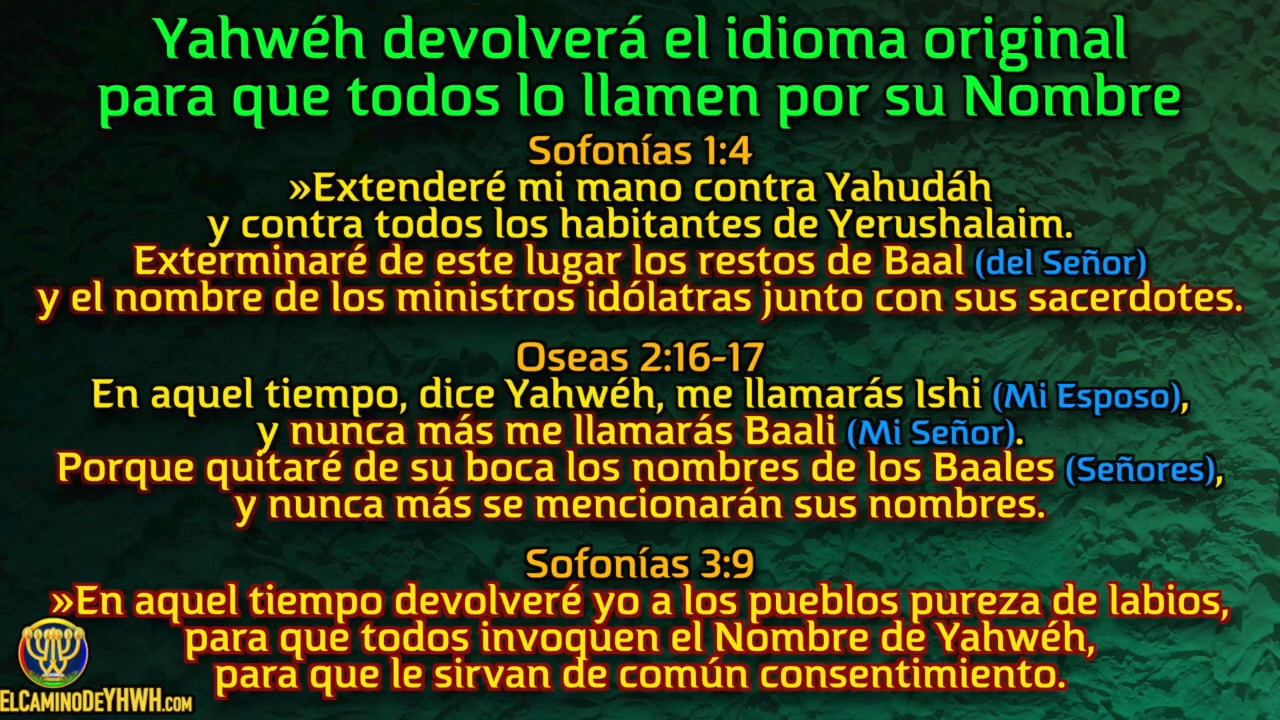 Yahwéh devolverá el idioma original
para que todos lo llamen por su Nombre
Sofonías 1:4
»Extenderé mi mano contra Yahudáh
y contra todos los habitantes de Yerushalaim.
Exterminaré de este lugar los restos de Baal (del Señor)
y el nombre de los ministros idólatras junto con sus sacerdotes.
Oseas 2:16-17
En aquel tiempo, dice Yahwéh, me llamarás Ishi (Mi Esposo),
y nunca más me llamarás Baali (Mi Señor).
Porque quitaré de su boca los nombres de los Baales (Señores),
y nunca más se mencionarán sus nombres.
Sofonías 3:9
»En aquel tiempo devolveré yo a los pueblos pureza de labios,
para que todos invoquen el Nombre de Yahwéh,
para que le sirvan de común consentimiento.
ELCAMINODEYHWH.com